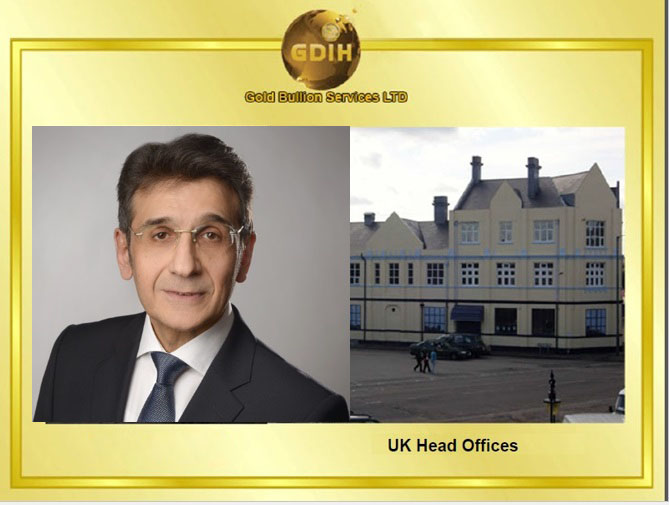 GDIH
Gold Bullion Services LTD
UK Head Offices